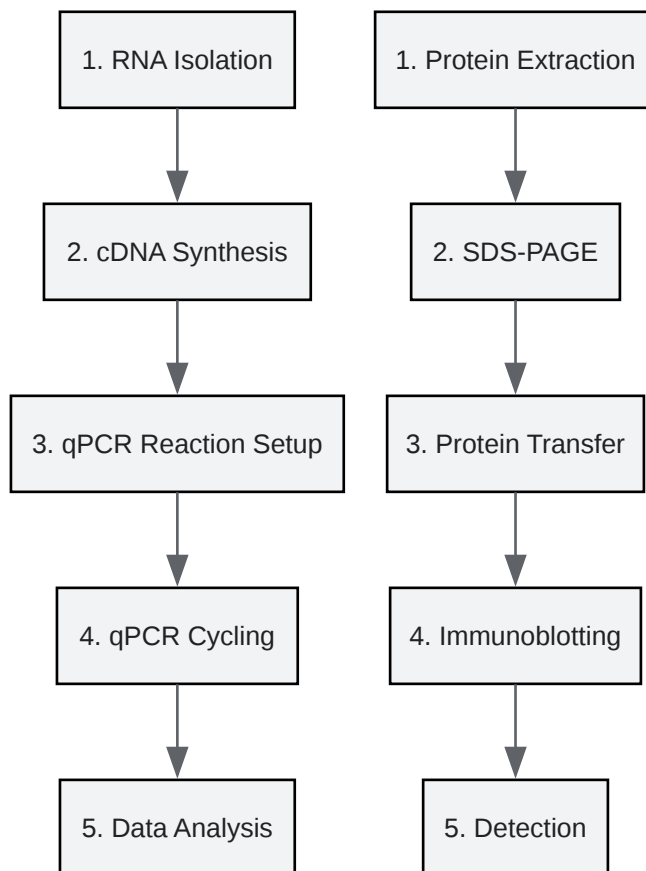 1. RNA Isolation
2. cDNA Synthesis
3. qPCR Reaction Setup
4. qPCR Cycling
5. Data Analysis
1. Protein Extraction
2. SDS-PAGE
3. Protein Transfer
4. Immunoblotting
5. Detection